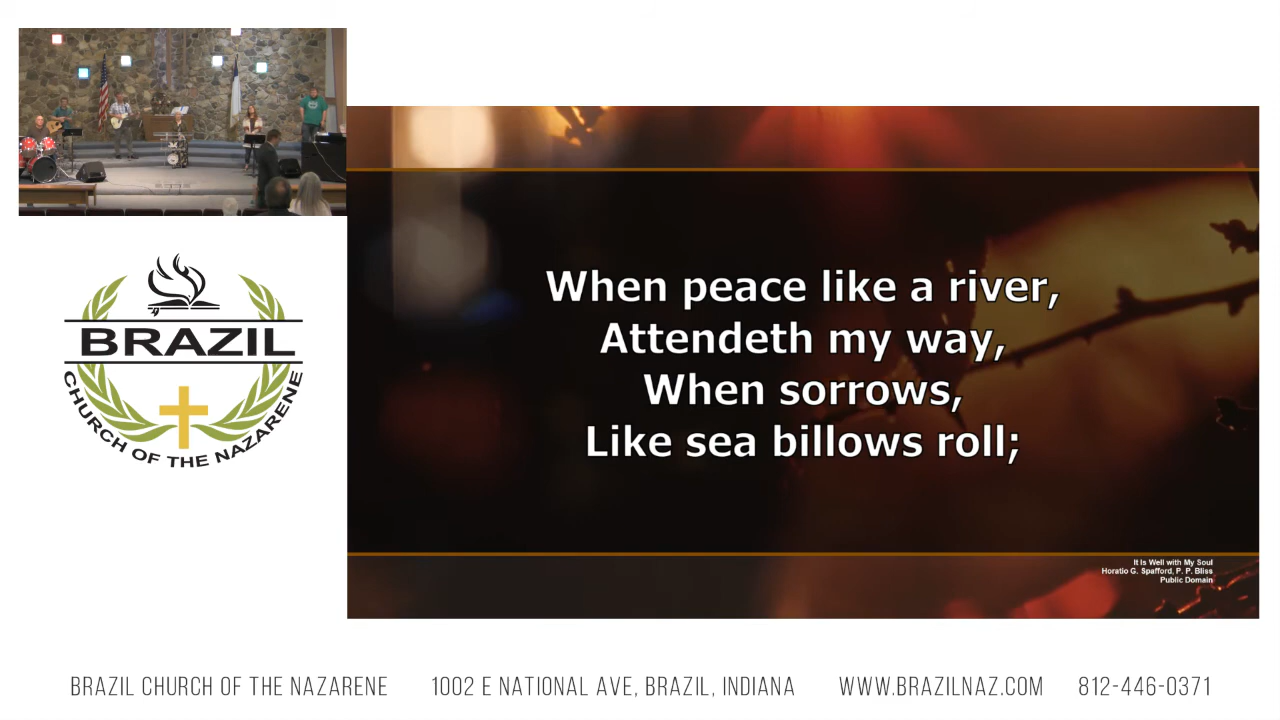 BRAZIL
CHURCH OF THE NAZARENE
When peace like a river,
Attendeth my way,
When sorrows,
Like sea billows roll;
It Is Well with My Soul
Horatio G. Spafford, P. P. Bliss
Public Domain
BRAZIL CHURCH OF THE NAZARENE 1002 E NATIONAL AVE, BRAZIL, INDIANA WWW.BRAZILNAZ.COM 812-446-0371